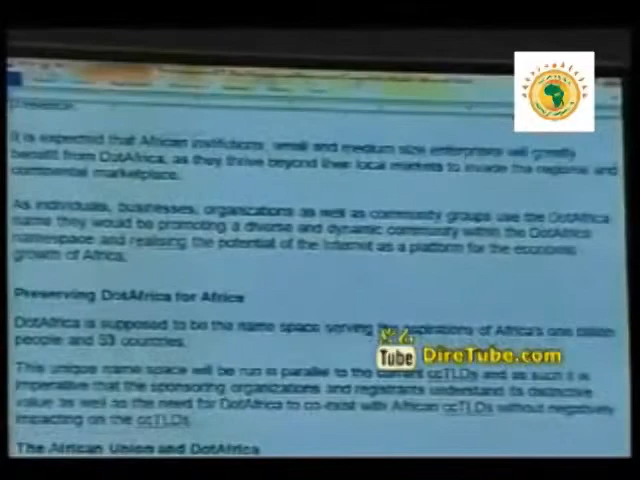 It is expected that African institutions, small and medium size enterprises will greatly
benefit from DotAfrica, as they thrive beyond their local markets to invade the regional and
continental marketplace.
As individuals, businesses, organizations as well as community groups use the DotAfrica
name they would be promoting a diverse and dynamic community within the DotAfrica
namespace and realising the potential of the Internet as a platform for the economic
growth of Africa.
Preserving DotAfrica for Africa
DotAfrica is supposed to be the name space serving the aspirations of Africa's one billion
people and 53 countries.
Tube DireTube.com
This unique name space will be run in parallel to the current ccTLDs and as such it is
imperative that the sponsoring organizations and registrants understand its distinctive
value as well as the need for DotAfrica to co-exist with African ccTLDs without negatively
impacting on the ccTLDs
The African Union and DotAfrica